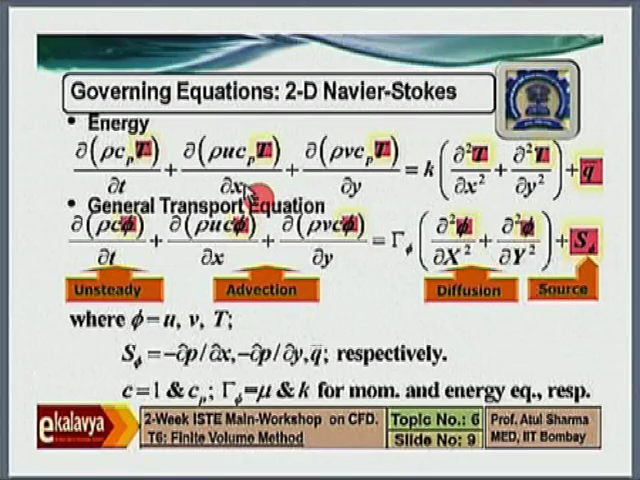 Governing Equations: 2-D Navier-Stokes
• Energy
∂(ρc_pT)/∂t + ∂(ρuc_pT)/∂x + ∂(ρvc_pT)/∂y = k(∂²T/∂x² + ∂²T/∂y²) + q̄
• General Transport Equation
∂(ρcϕ)/∂t + ∂(ρucϕ)/∂x + ∂(ρvcϕ)/∂y = Γ_ϕ(∂²ϕ/∂X² + ∂²ϕ/∂Y²) + S_ϕ
Unsteady Advection Diffusion Source
where ϕ = u, v, T;
S_ϕ = −∂p/∂x, −∂p/∂y, q̄; respectively.
c = 1 & c_p; Γ_ϕ = μ & k for mom. and energy eq., resp.
ekalavya
2-Week ISTE Main-Workshop on CFD.
T6: Finite Volume Method
Topic No.: 6
Slide No.: 9
Prof. Atul Sharma
MED, IIT Bombay